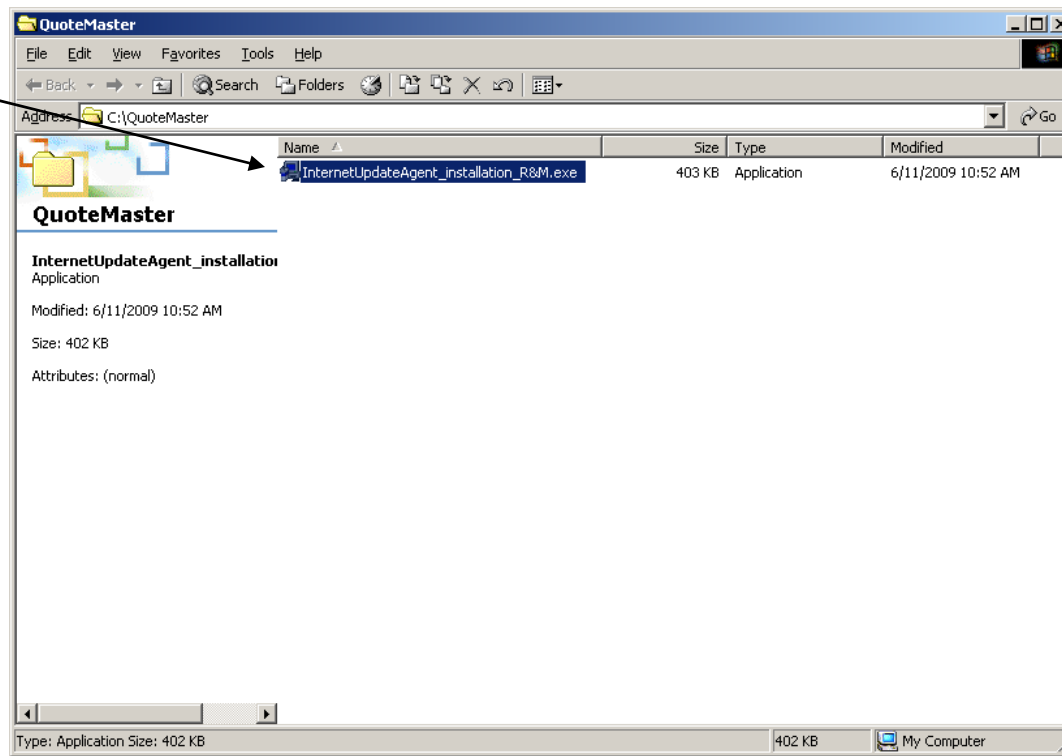 QuoteMaster
File Edit View Favorites Tools Help
Back Search Folders
Address C:\QuoteMaster Go
Name Size Type Modified
InternetUpdateAgent_installation_R&M.exe 403 KB Application 6/11/2009 10:52 AM
QuoteMaster
InternetUpdateAgent_installation
Application
Modified: 6/11/2009 10:52 AM
Size: 402 KB
Attributes: (normal)
Type: Application Size: 402 KB 402 KB My Computer